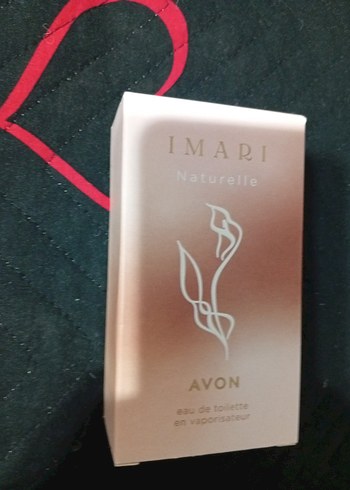 IMARI
Naturelle
AVON
eau de toilette
en vaporisateur